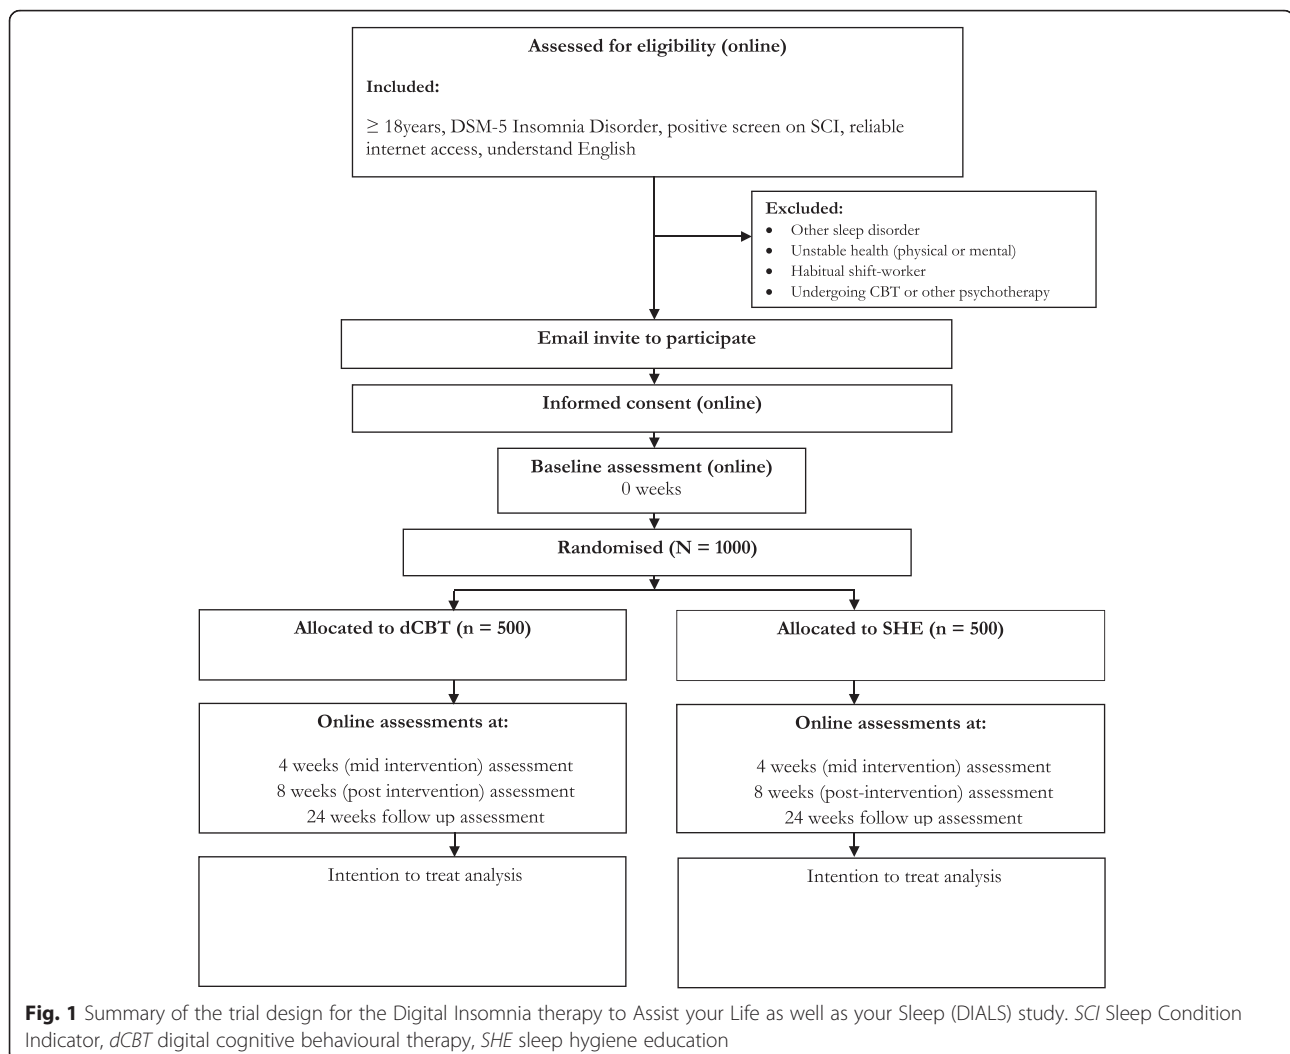 Assessed for eligibility (online)
Included:
≥ 18years, DSM-5 Insomnia Disorder, positive screen on SCI, reliable
internet access, understand English
Excluded:
• Other sleep disorder
• Unstable health (physical or mental)
• Habitual shift-worker
• Undergoing CBT or other psychotherapy
Email invite to participate
Informed consent (online)
Baseline assessment (online)
0 weeks
Randomised (N = 1000)
Allocated to dCBT (n = 500)
Allocated to SHE (n = 500)
Online assessments at:
4 weeks (mid intervention) assessment
8 weeks (post intervention) assessment
24 weeks follow up assessment
Online assessments at:
4 weeks (mid intervention) assessment
8 weeks (post-intervention) assessment
24 weeks follow up assessment
Intention to treat analysis
Intention to treat analysis
Fig. 1 Summary of the trial design for the Digital Insomnia therapy to Assist your Life as well as your Sleep (DIALS) study. SCI Sleep Condition
Indicator, dCBT digital cognitive behavioural therapy, SHE sleep hygiene education